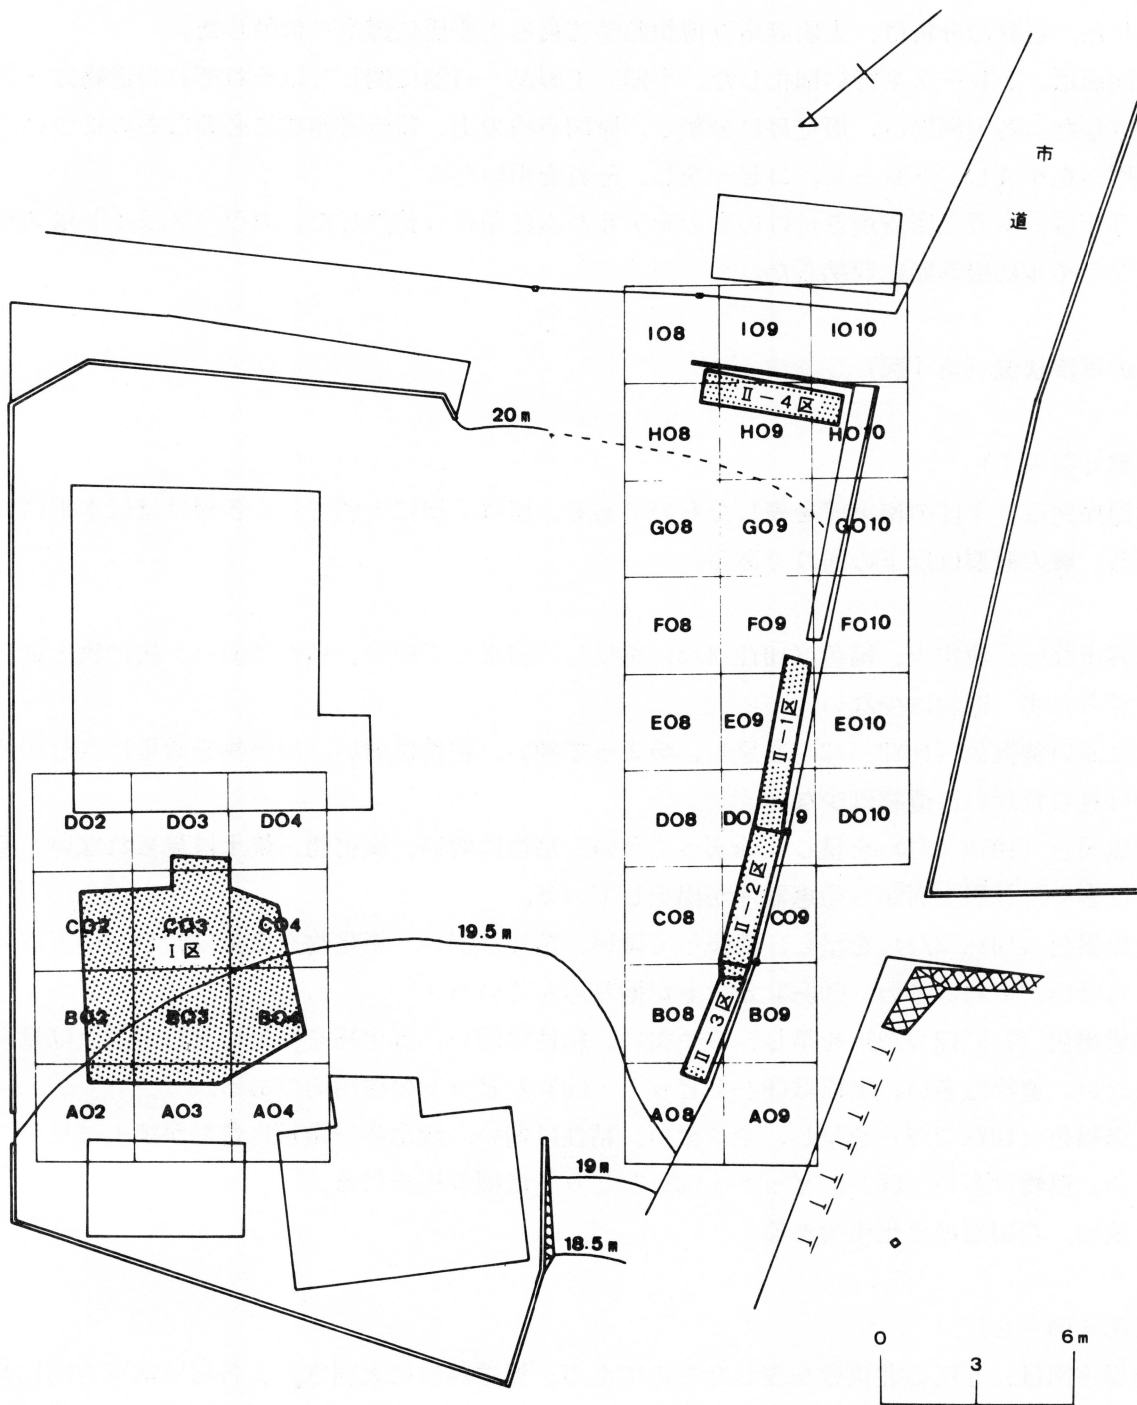 市
道
IO8 IO9 IO10
II－4区
20m
HO8 HO9 HO10
GO8 GO9 GO10
FO8 FO9 FO10
EO8 EO9 EO10
II－1区
DO2 DO3 DO4
DO8 DO 9 DO10
II－2区
CO2 CO3 CO4
CO8 CO9
I区
19.5m
BO2 BO3 BO4
BO8 BO9
II－3区
AO2 AO3 AO4
AO8 AO9
19m
18.5m
0 6m
3